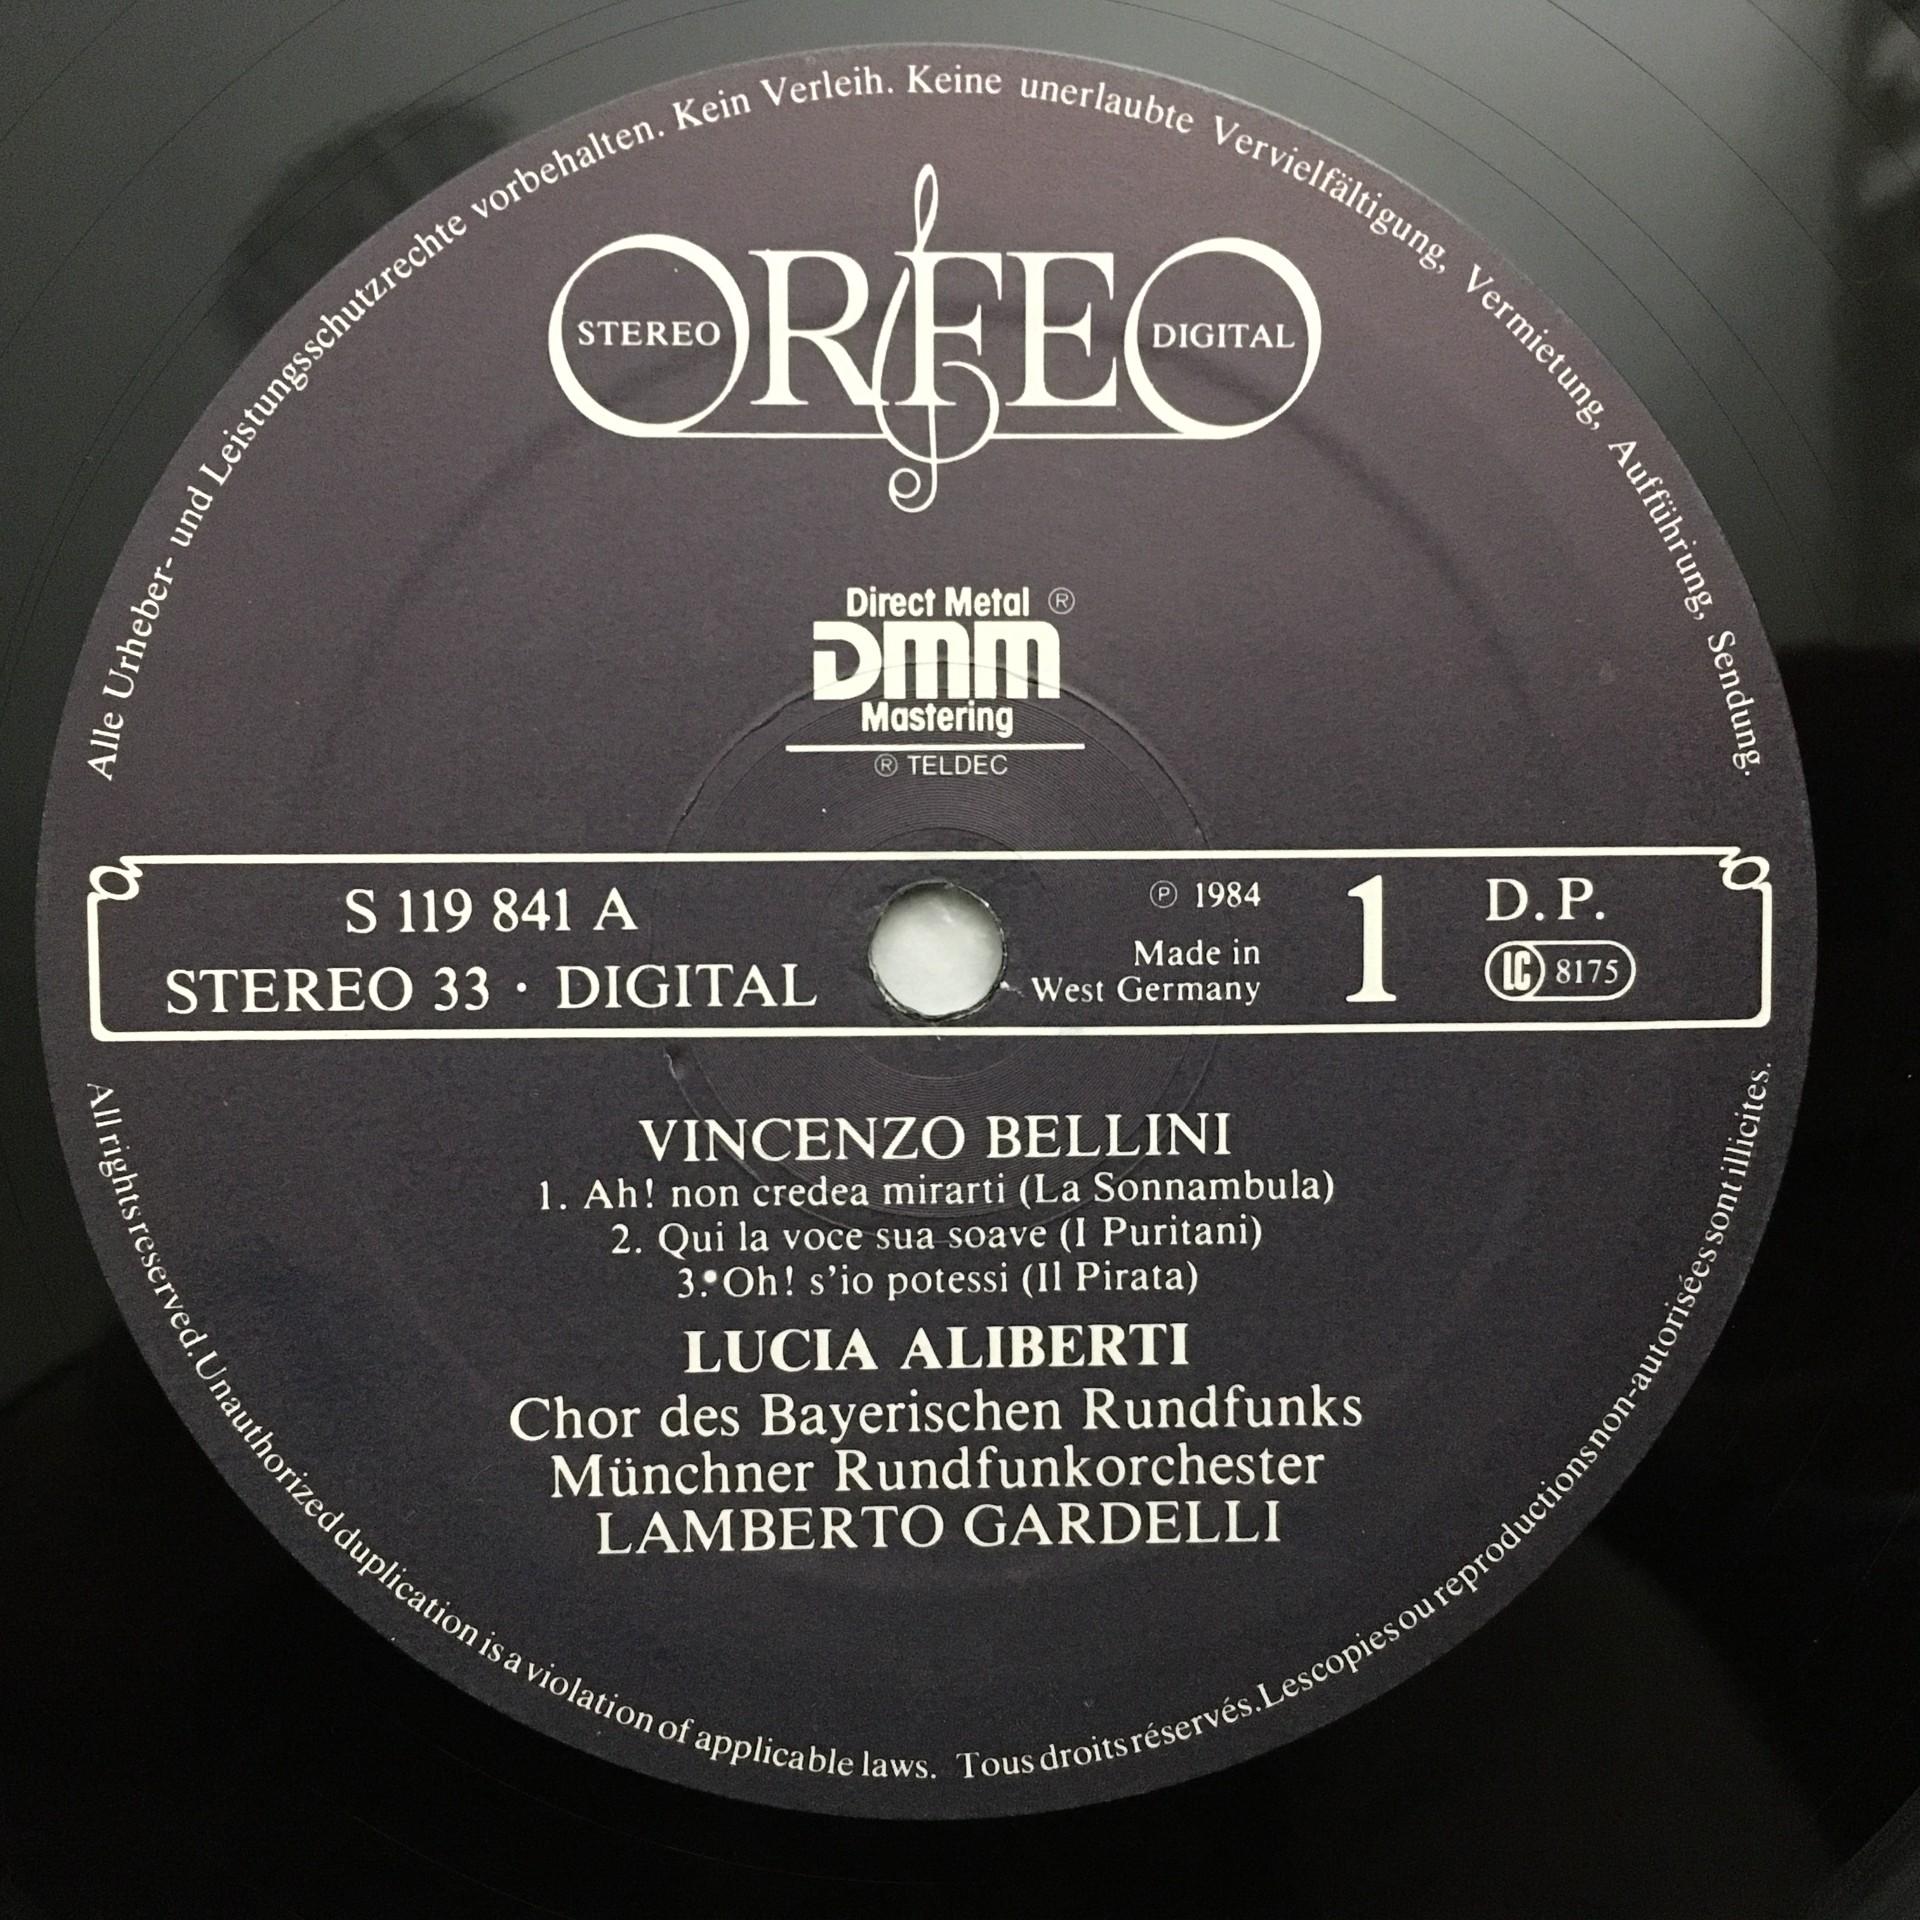 Alle Urheber- und Leistungsschutzrechte vorbehalten. Kein Verleih. Keine unerlaubte Vervielfältigung, Vermietung, Aufführung, Sendung.
ORFEO
STEREO
DIGITAL
Direct Metal ®
DMM
Mastering
® TELDEC
S 119 841 A
STEREO 33 · DIGITAL
℗ 1984
Made in
West Germany
1
D.P.
LC 8175
VINCENZO BELLINI
1. Ah! non credea mirarti (La Sonnambula)
2. Qui la voce sua soave (I Puritani)
3. Oh! s'io potessi (Il Pirata)
LUCIA ALIBERTI
Chor des Bayerischen Rundfunks
Münchner Rundfunkorchester
LAMBERTO GARDELLI
All rights reserved. Unauthorized duplication is a violation of applicable laws. Tous droits réservés. Les copies ou reproductions non-autorisées sont illicites.